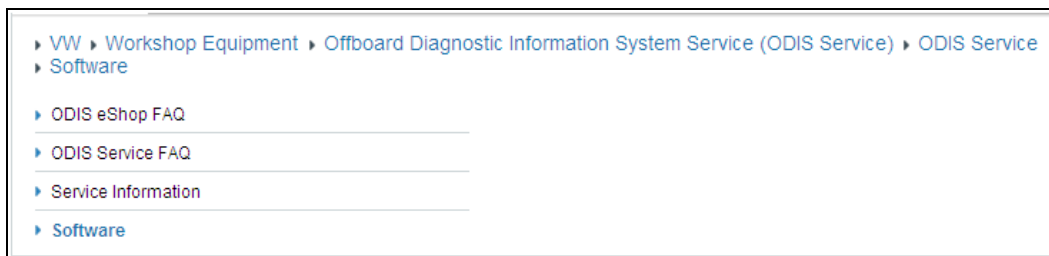 VW Workshop Equipment Offboard Diagnostic Information System Service (ODIS Service) ODIS Service
Software
ODIS eShop FAQ
ODIS Service FAQ
Service Information
Software